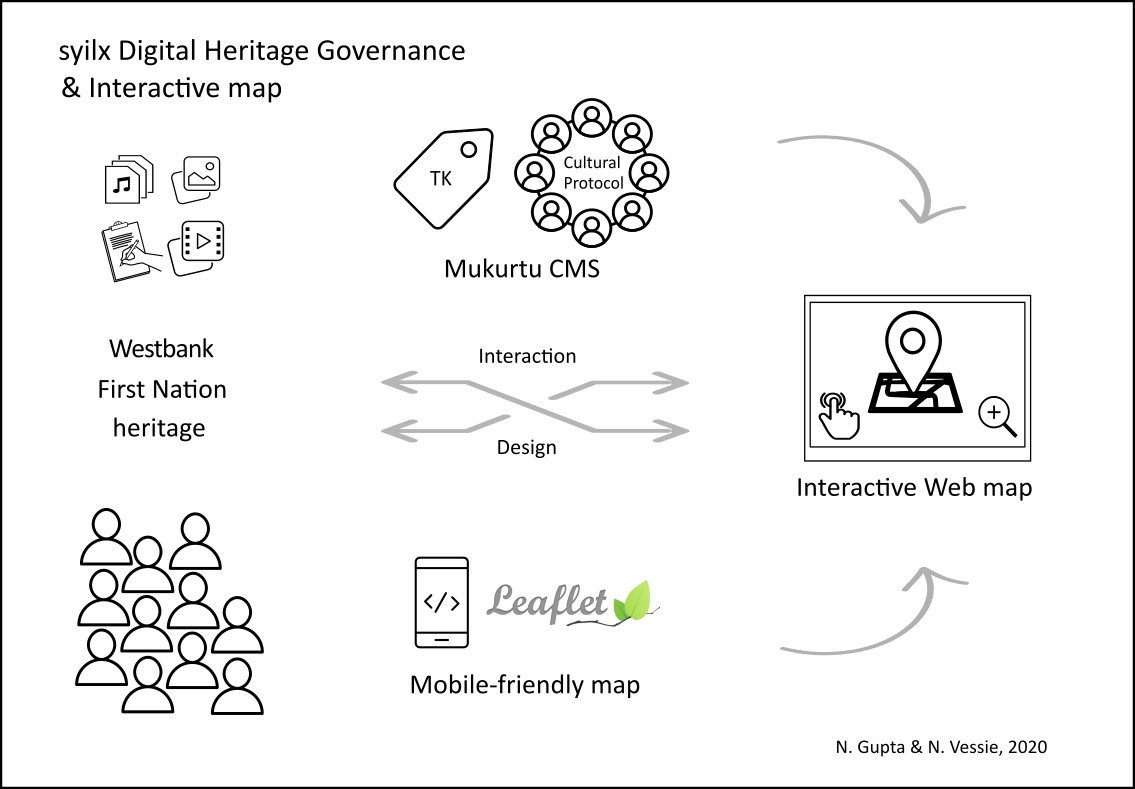 syilx Digital Heritage Governance
& Interactive map
TK
Cultural
Protocol
Mukurtu CMS
Westbank
First Nation
heritage
Interaction
Design
Interactive Web map
</>
Leaflet
Mobile-friendly map
N. Gupta & N. Vessie, 2020